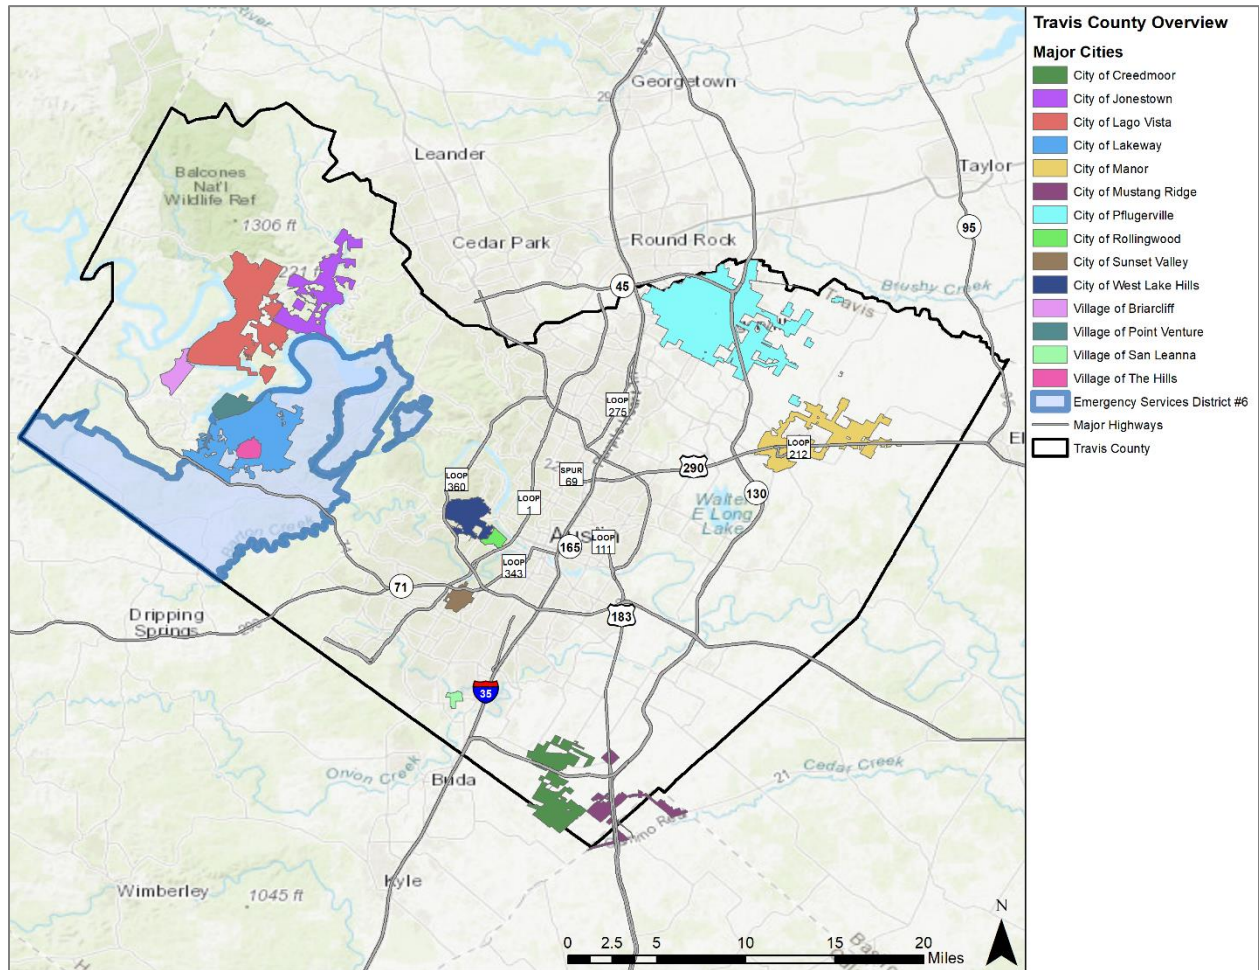 Georgetown
Leander
Taylor
Balcones
Nat'l
Wildlife Ref
1306 ft
Cedar Park
Round Rock
95
45
Brushy Creek
Travis
LOOP
275
LOOP
212
290
130
LOOP
360
SPUR
69
LOOP
1
Walter
E Long
Lake
Austin
165
LOOP
111
LOOP
343
71
71
183
Dripping
Springs
290
35
Onion Creek
Buda
21
Cedar Creek
Kyle
Wimberley
1045 ft
N
0 2.5 5 10 15 20
Miles
Travis County Overview
Major Cities
City of Creedmoor
City of Jonestown
City of Lago Vista
City of Lakeway
City of Manor
City of Mustang Ridge
City of Pflugerville
City of Rollingwood
City of Sunset Valley
City of West Lake Hills
Village of Briarcliff
Village of Point Venture
Village of San Leanna
Village of The Hills
Emergency Services District #6
Major Highways
Travis County